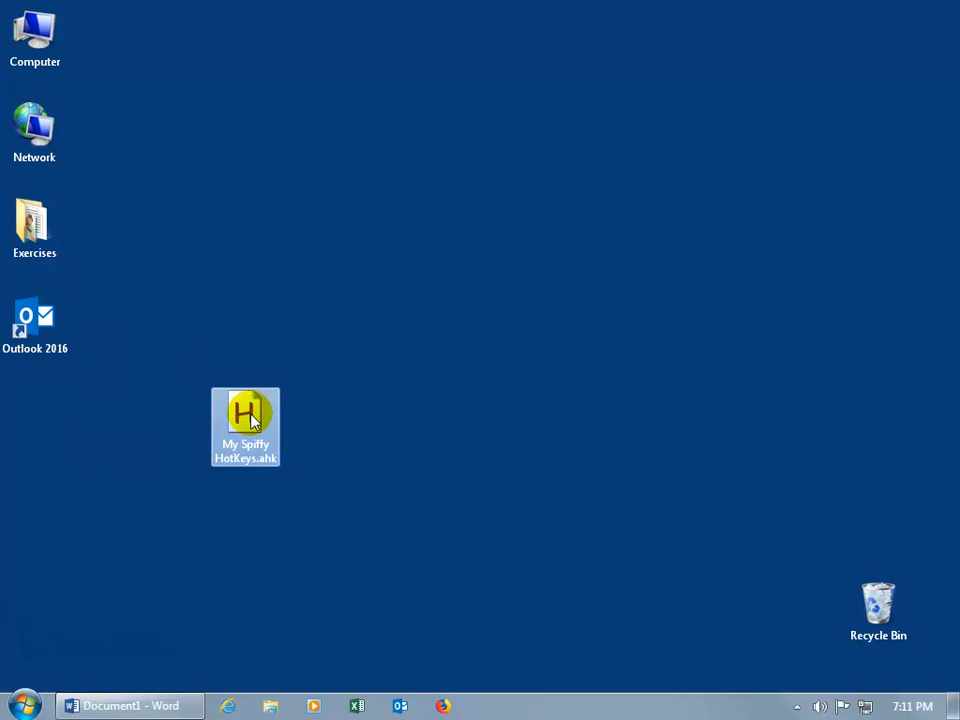 Computer
Network
Exercises
Outlook 2016
H
My Spiffy
HotKeys.ahk
Recycle Bin
Document1 - Word
7:11 PM